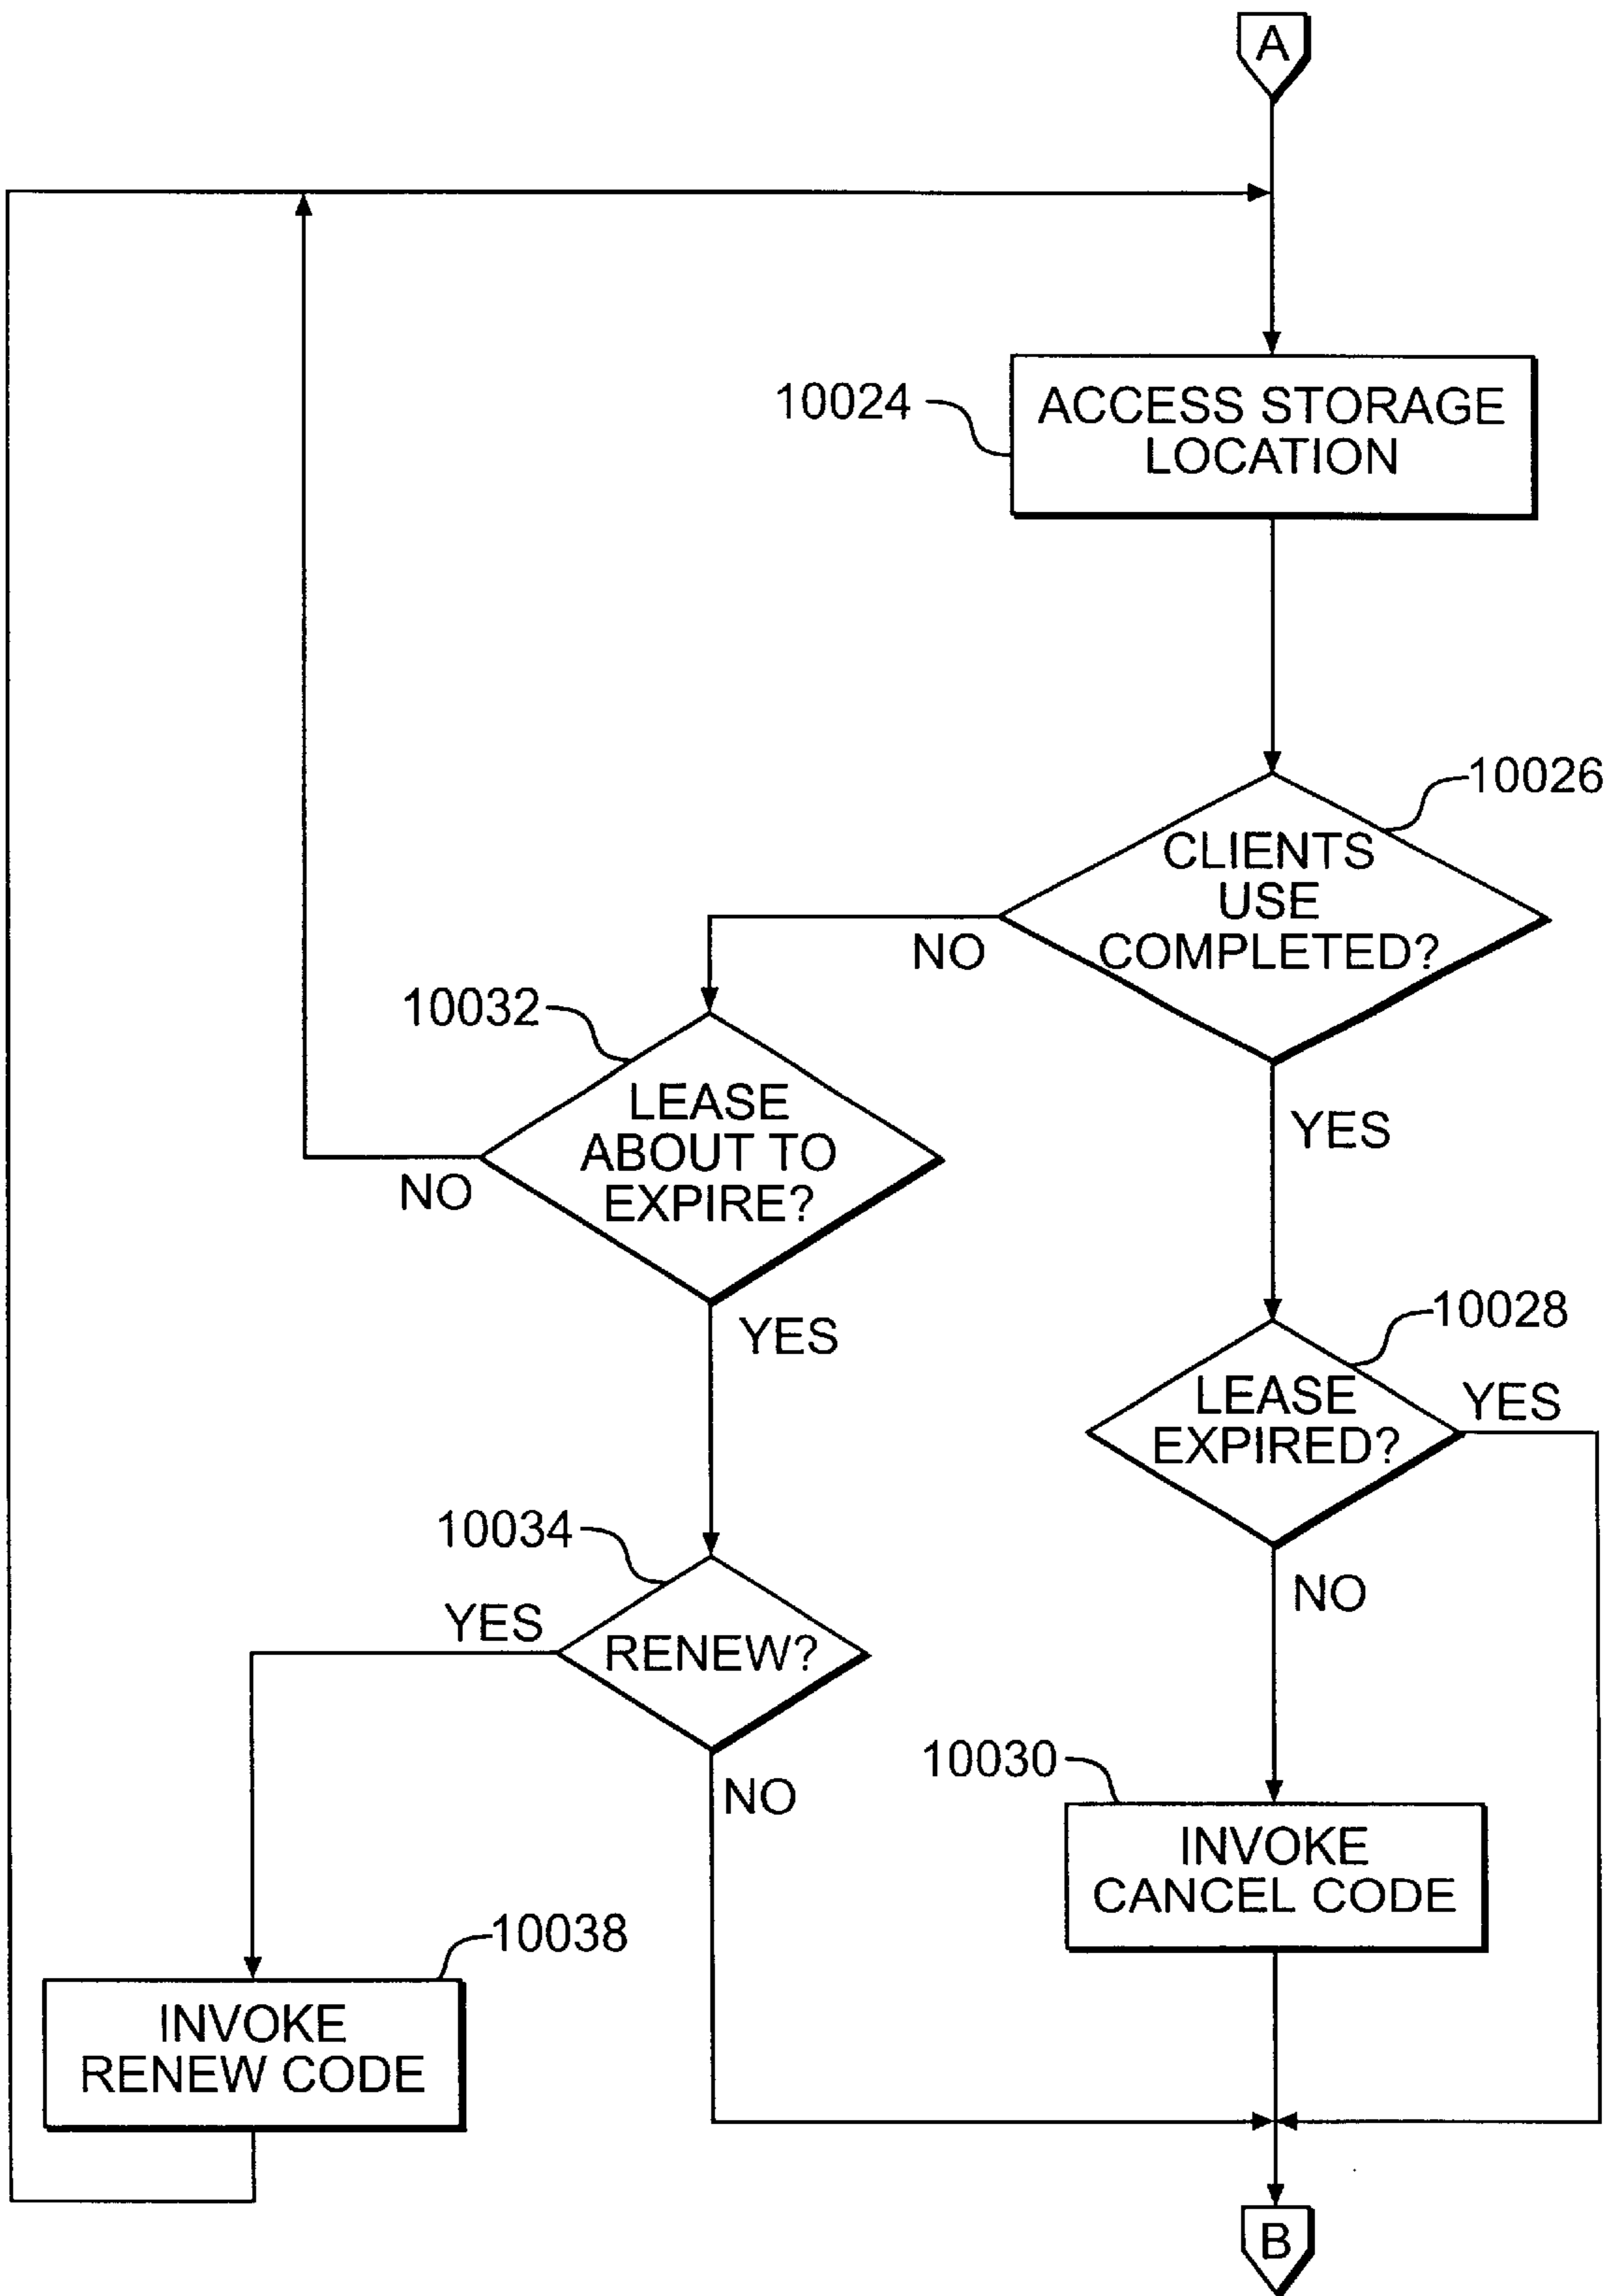 A
10024
ACCESS STORAGE
LOCATION
10026
CLIENTS
USE
COMPLETED?
NO
YES
10032
LEASE
ABOUT TO
EXPIRE?
NO
YES
10028
LEASE
EXPIRED?
YES
NO
10034
RENEW?
YES
NO
10030
INVOKE
CANCEL CODE
10038
INVOKE
RENEW CODE
B